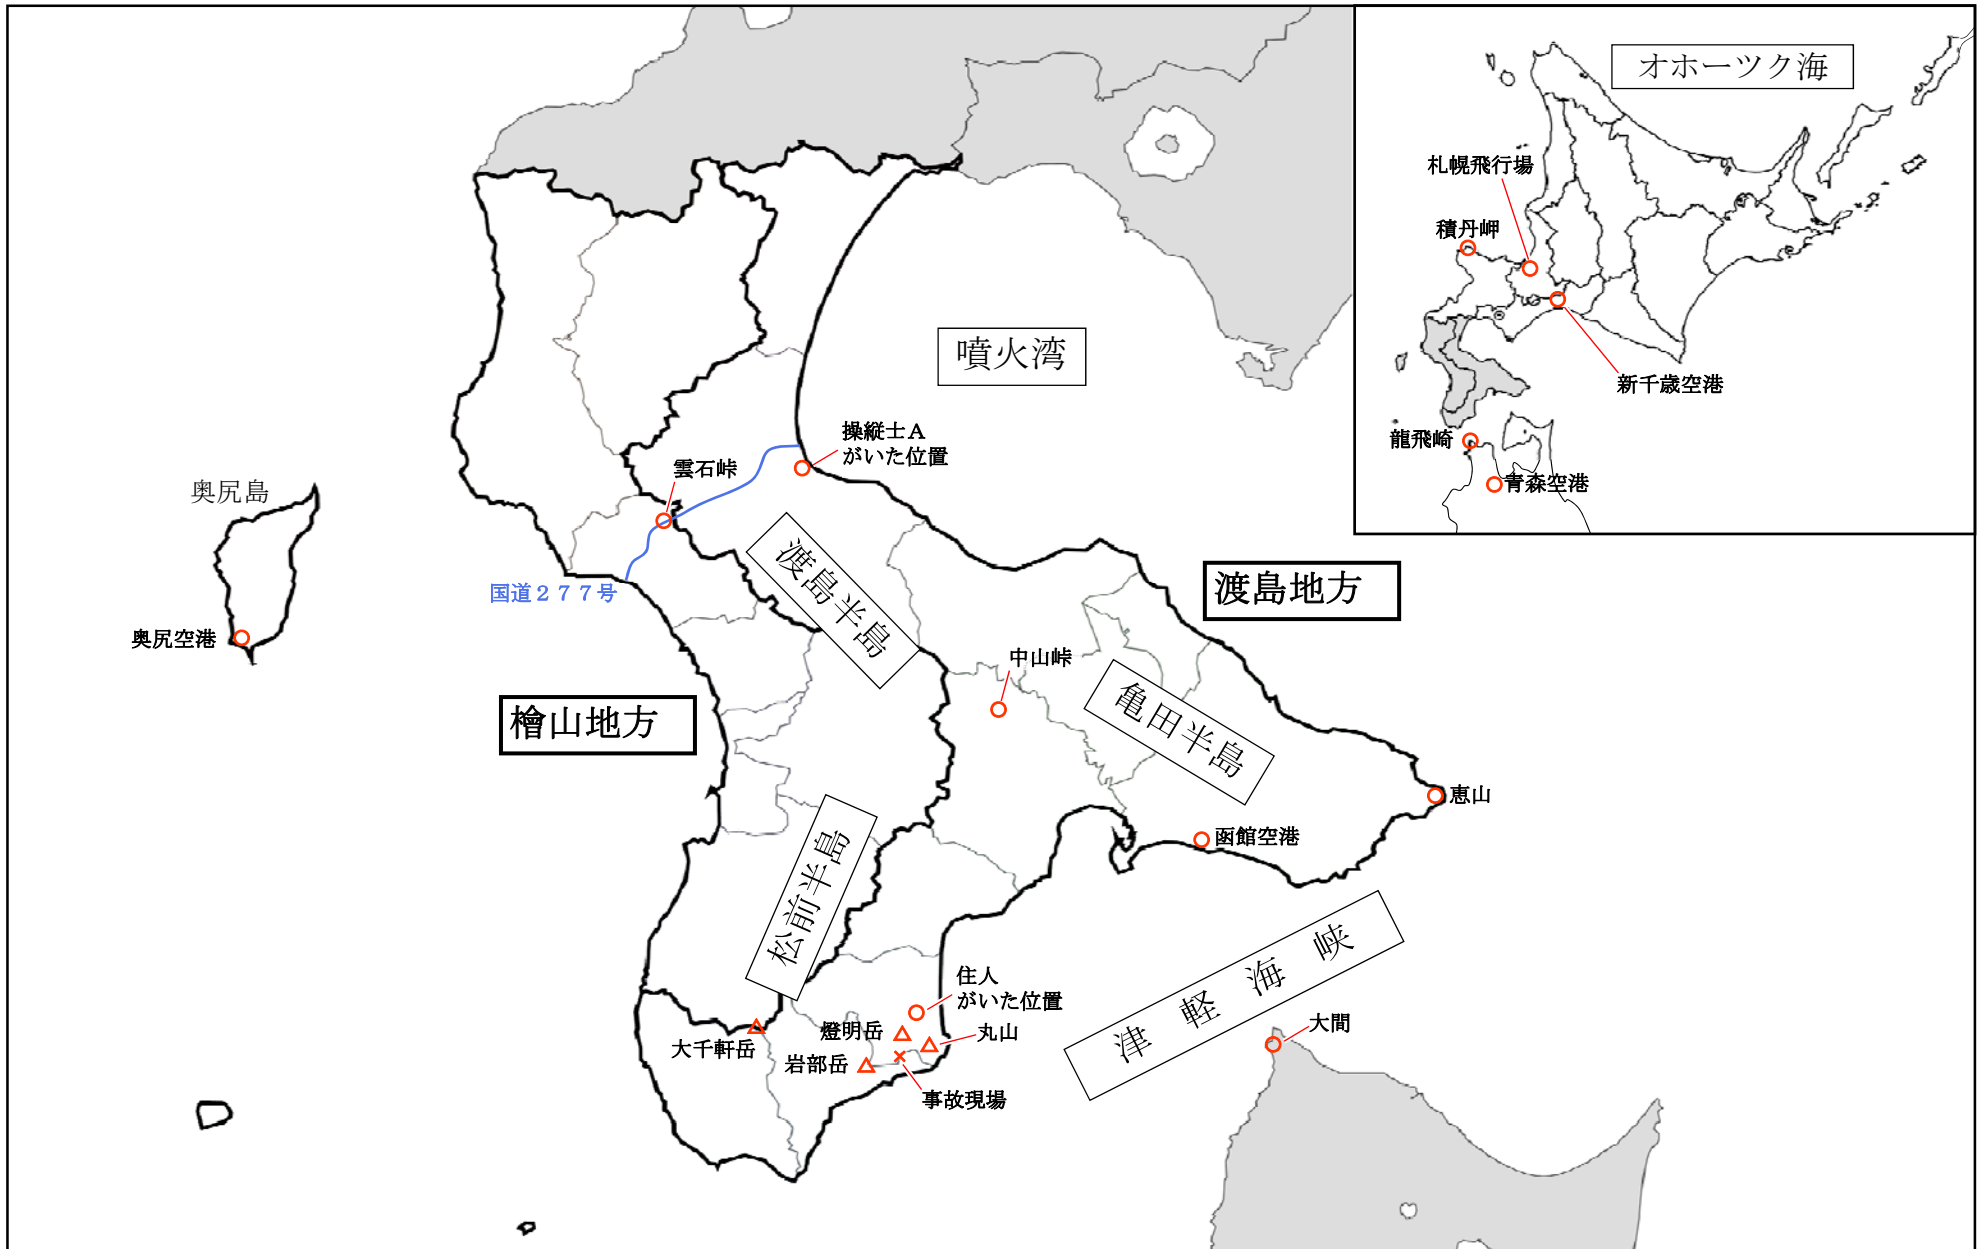 オホーツク海
札幌飛行場
積丹岬
新千歳空港
龍飛崎
青森空港
噴火湾
操縦士A
がいた位置
雲石峠
奥尻島
渡島半島
国道277号
渡島地方
奥尻空港
中山峠
亀田半島
檜山地方
恵山
函館空港
松前半島
津軽海峡
住人
がいた位置
大間
燈明岳
丸山
大千軒岳
岩部岳
事故現場